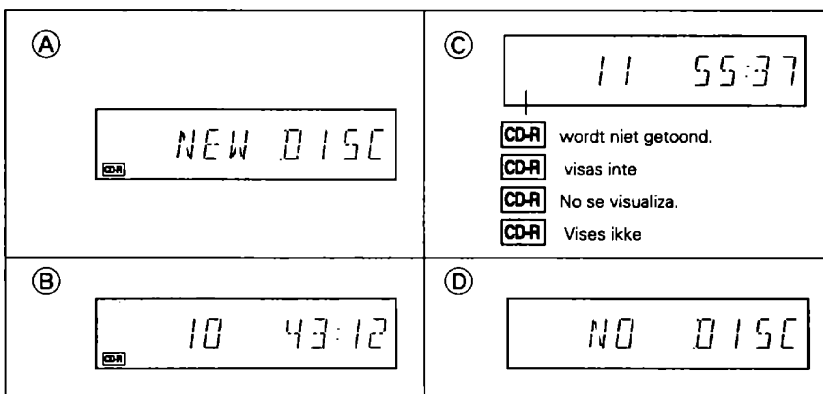 Ⓐ
NEW DISC
CD-R
Ⓒ
11 55:37
CD-R wordt niet getoond.
CD-R visas inte
CD-R No se visualiza.
CD-R Vises ikke
Ⓑ
10 43:12
CD-R
Ⓓ
NO DISC